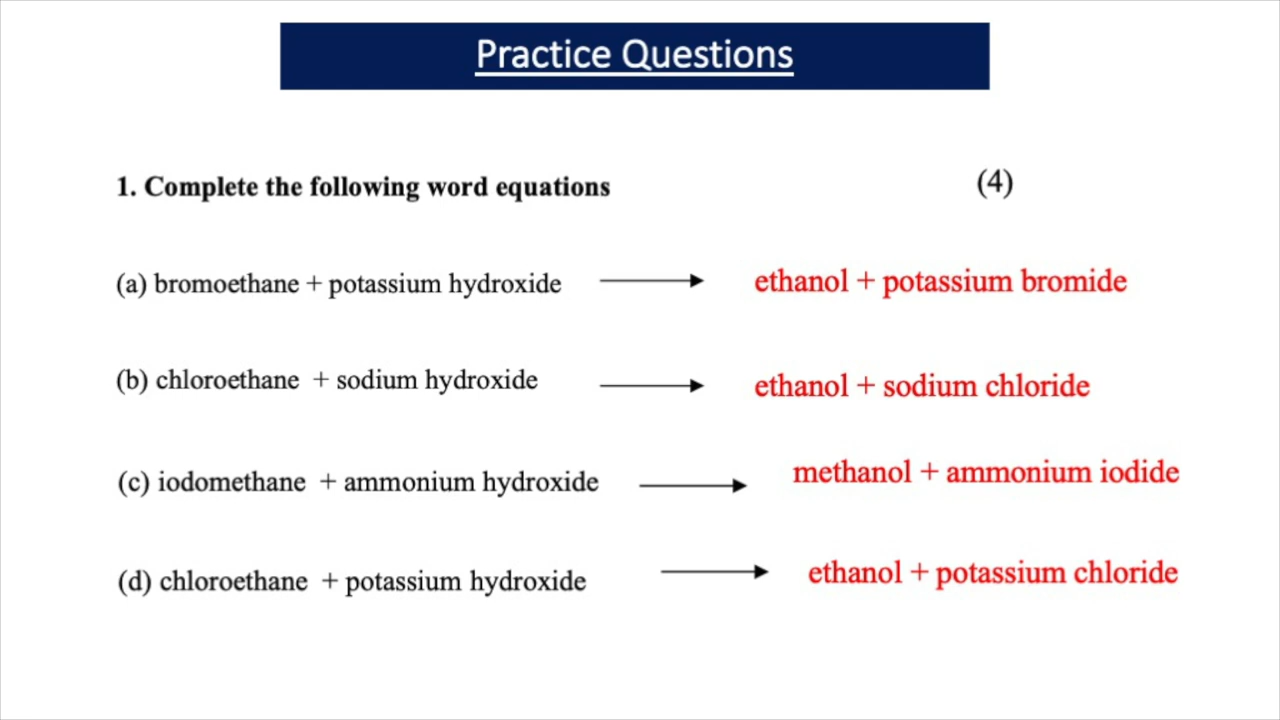 Practice Questions
1. Complete the following word equations (4)
(a) bromoethane + potassium hydroxide ethanol + potassium bromide
(b) chloroethane + sodium hydroxide ethanol + sodium chloride
(c) iodomethane + ammonium hydroxide methanol + ammonium iodide
(d) chloroethane + potassium hydroxide ethanol + potassium chloride